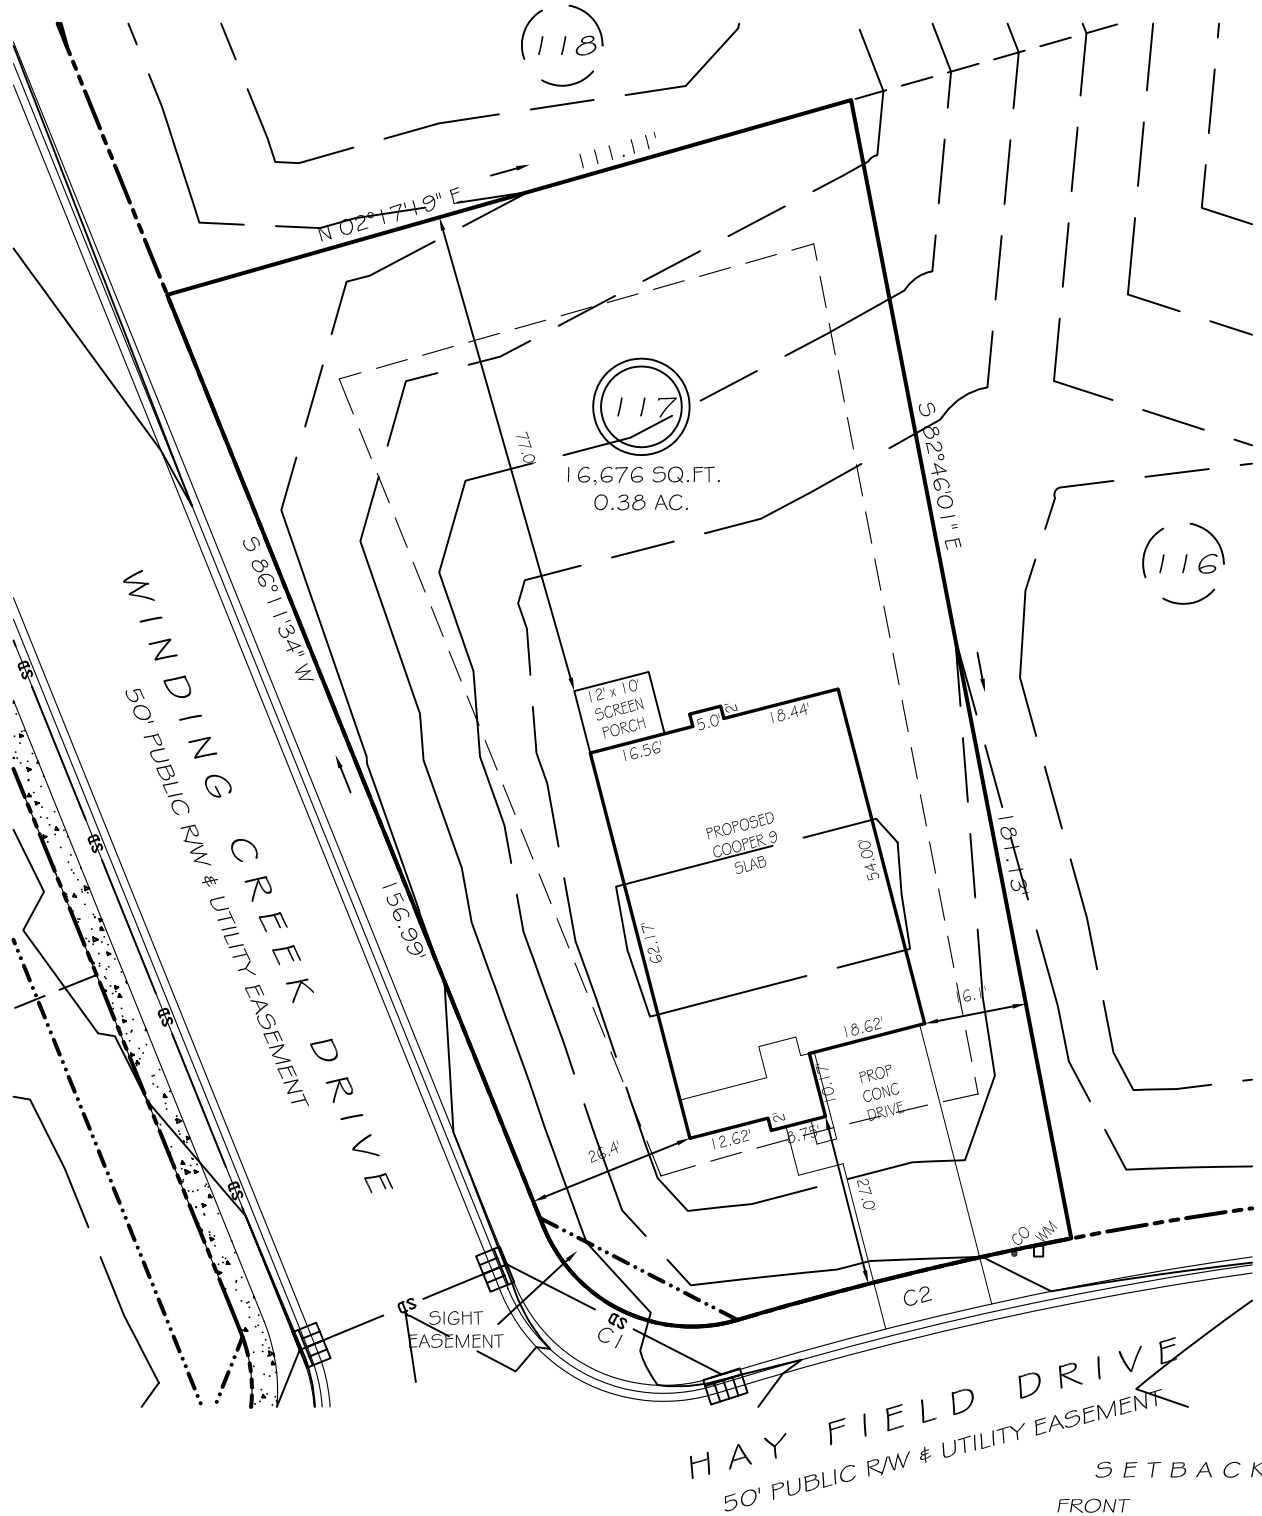 118
111.11'
N 02°17'19" E
77.0'
117
16,676 SQ.FT.
0.38 AC.
S 82°46'01" E
116
S 86°11'34" W
WINDING CREEK DRIVE
50' PUBLIC R/W & UTILITY EASEMENT
SD
12' x 10'
SCREEN
PORCH
16.56'
5.0'
2'
18.44'
PROPOSED
COOPER 9
SLAB
54.00'
181.13'
SD
156.99'
62.17'
16.1'
SD
18.62'
10.17'
PROP
CONC
DRIVE
2'
12.62'
8.75'
26.4'
27.0'
SD
CO
WM
SD
SIGHT
EASEMENT
SD
C1
C2
HAY FIELD DRIVE
50' PUBLIC R/W & UTILITY EASEMENT
SETBACK
FRONT